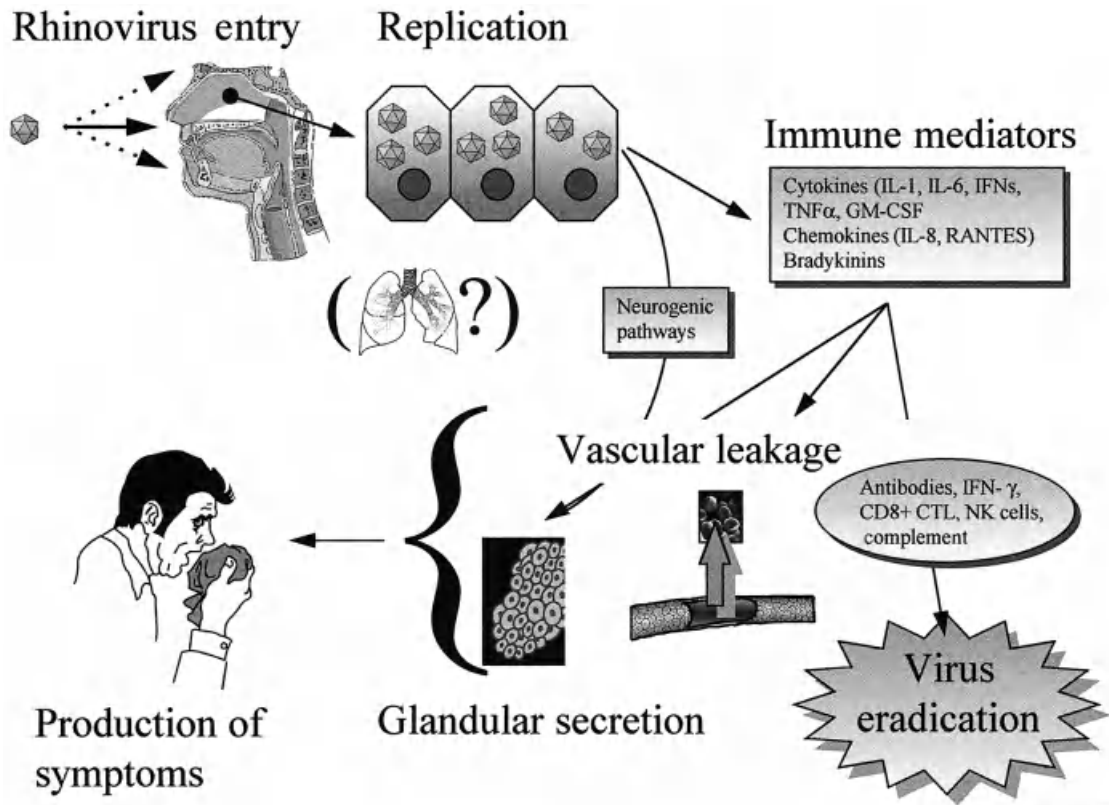 Rhinovirus entry
Replication
Immune mediators
Cytokines (IL-1, IL-6, IFNs,
TNFα, GM-CSF
Chemokines (IL-8, RANTES)
Bradykinins
(
?)
Neurogenic
pathways
Vascular leakage
Antibodies, IFN- γ,
CD8+ CTL, NK cells,
complement
Virus
eradication
Glandular secretion
Production of
symptoms